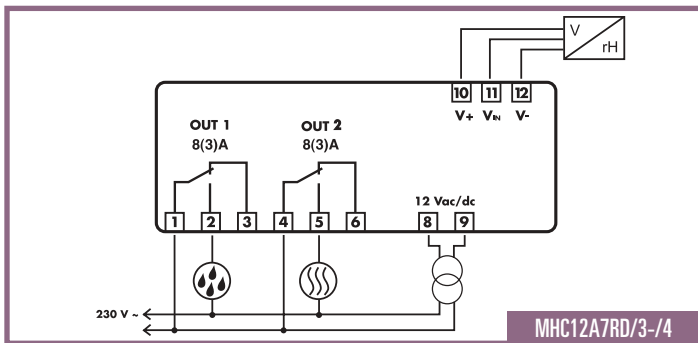 V
rH
10 11 12
V+ VIN V-
OUT 1 OUT 2
8(3)A 8(3)A
12 Vac/dc
1 2 3 4 5 6 8 9
230 V ~
MHC12A7RD/3-/4